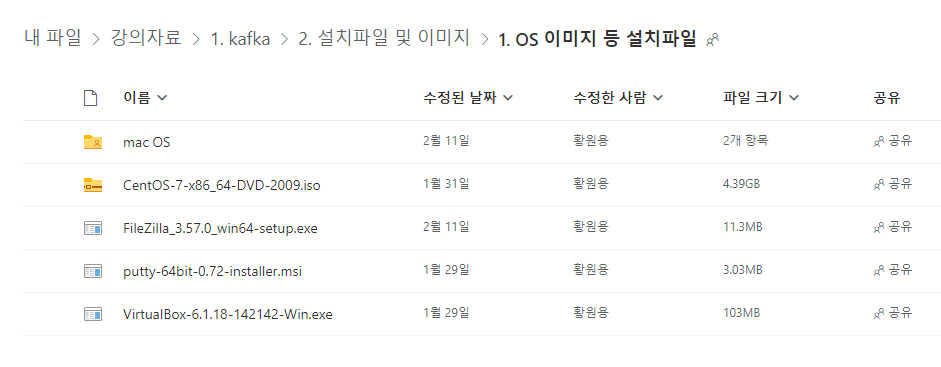 내 파일 > 강의자료 > 1. kafka > 2. 설치파일 및 이미지 > 1. OS 이미지 등 설치파일
이름 수정된 날짜 수정한 사람 파일 크기 공유
mac OS 2월 11일 황원용 2개 항목 공유
CentOS-7-x86_64-DVD-2009.iso 1월 31일 황원용 4.39GB 공유
FileZilla_3.57.0_win64-setup.exe 2월 11일 황원용 11.3MB 공유
putty-64bit-0.72-installer.msi 1월 29일 황원용 3.03MB 공유
VirtualBox-6.1.18-142142-Win.exe 1월 29일 황원용 103MB 공유